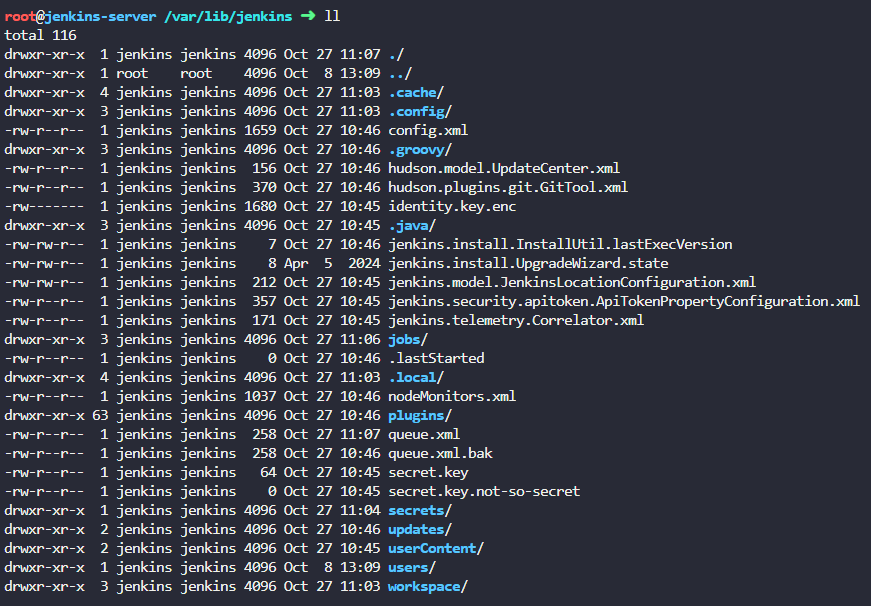 root@jenkins-server /var/lib/jenkins ➜ ll
total 116
drwxr-xr-x  1 jenkins jenkins 4096 Oct 27 11:07 ./
drwxr-xr-x  1 root    root    4096 Oct  8 13:09 ../
drwxr-xr-x  4 jenkins jenkins 4096 Oct 27 11:03 .cache/
drwxr-xr-x  3 jenkins jenkins 4096 Oct 27 11:03 .config/
-rw-r--r--  1 jenkins jenkins 1659 Oct 27 10:46 config.xml
drwxr-xr-x  3 jenkins jenkins 4096 Oct 27 10:46 .groovy/
-rw-r--r--  1 jenkins jenkins  156 Oct 27 10:46 hudson.model.UpdateCenter.xml
-rw-r--r--  1 jenkins jenkins  370 Oct 27 10:46 hudson.plugins.git.GitTool.xml
-rw-------  1 jenkins jenkins 1680 Oct 27 10:45 identity.key.enc
drwxr-xr-x  3 jenkins jenkins 4096 Oct 27 10:46 .java/
-rw-rw-r--  1 jenkins jenkins    7 Oct 27 10:46 jenkins.install.InstallUtil.lastExecVersion
-rw-rw-r--  1 jenkins jenkins    8 Apr  5  2024 jenkins.install.UpgradeWizard.state
-rw-rw-r--  1 jenkins jenkins  212 Oct 27 10:45 jenkins.model.JenkinsLocationConfiguration.xml
-rw-r--r--  1 jenkins jenkins  357 Oct 27 10:45 jenkins.security.apitoken.ApiTokenPropertyConfiguration.xml
-rw-r--r--  1 jenkins jenkins  171 Oct 27 10:45 jenkins.telemetry.Correlator.xml
drwxr-xr-x  3 jenkins jenkins 4096 Oct 27 11:06 jobs/
-rw-r--r--  1 jenkins jenkins    0 Oct 27 10:46 .lastStarted
drwxr-xr-x  4 jenkins jenkins 4096 Oct 27 11:03 .local/
-rw-r--r--  1 jenkins jenkins 1037 Oct 27 10:46 nodeMonitors.xml
drwxr-xr-x 63 jenkins jenkins 4096 Oct 27 10:46 plugins/
-rw-r--r--  1 jenkins jenkins  258 Oct 27 11:07 queue.xml
-rw-r--r--  1 jenkins jenkins  258 Oct 27 10:46 queue.xml.bak
-rw-r--r--  1 jenkins jenkins   64 Oct 27 10:45 secret.key
-rw-r--r--  1 jenkins jenkins    0 Oct 27 10:45 secret.key.not-so-secret
drwxr-xr-x  1 jenkins jenkins 4096 Oct 27 11:04 secrets/
drwxr-xr-x  2 jenkins jenkins 4096 Oct 27 10:46 updates/
drwxr-xr-x  2 jenkins jenkins 4096 Oct 27 10:45 userContent/
drwxr-xr-x  1 jenkins jenkins 4096 Oct  8 13:09 users/
drwxr-xr-x  3 jenkins jenkins 4096 Oct 27 11:03 workspace/